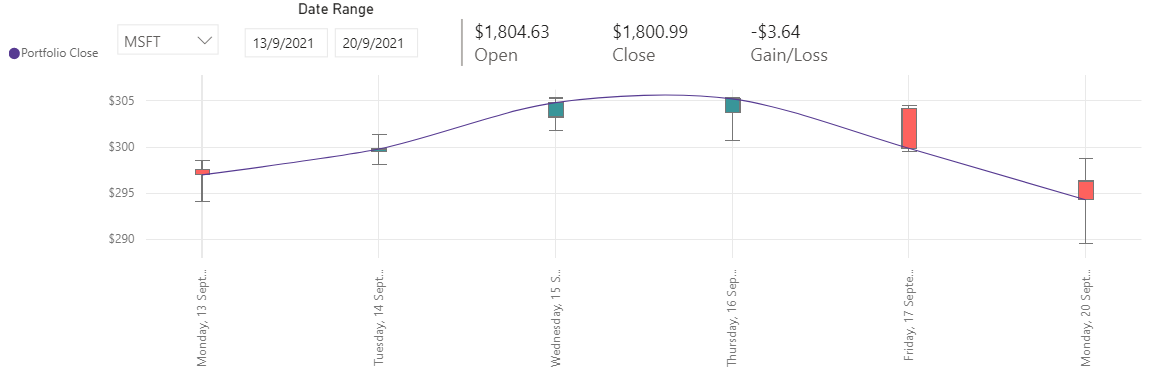 Date Range
MSFT
13/9/2021
20/9/2021
$1,804.63
$1,800.99
-$3.64
Open
Close
Gain/Loss
Portfolio Close
$305
$300
$295
$290
Monday, 13 Sept...
Tuesday, 14 Sept...
Wednesday, 15 S...
Thursday, 16 Sep...
Friday, 17 Septe...
Monday, 20 Sept...